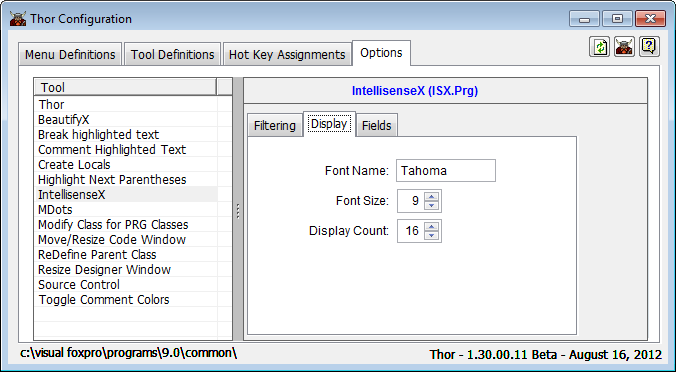 Thor Configuration
Menu Definitions Tool Definitions Hot Key Assignments Options
Tool
Thor
BeautifyX
Break highlighted text
Comment Highlighted Text
Create Locals
Highlight Next Parentheses
IntellisenseX
MDots
Modify Class for PRG Classes
Move/Resize Code Window
ReDefine Parent Class
Resize Designer Window
Source Control
Toggle Comment Colors
IntellisenseX (ISX.Prg)
Filtering Display Fields
Font Name: Tahoma
Font Size: 9
Display Count: 16
c:\visual foxpro\programs\9.0\common\
Thor - 1.30.00.11 Beta - August 16, 2012